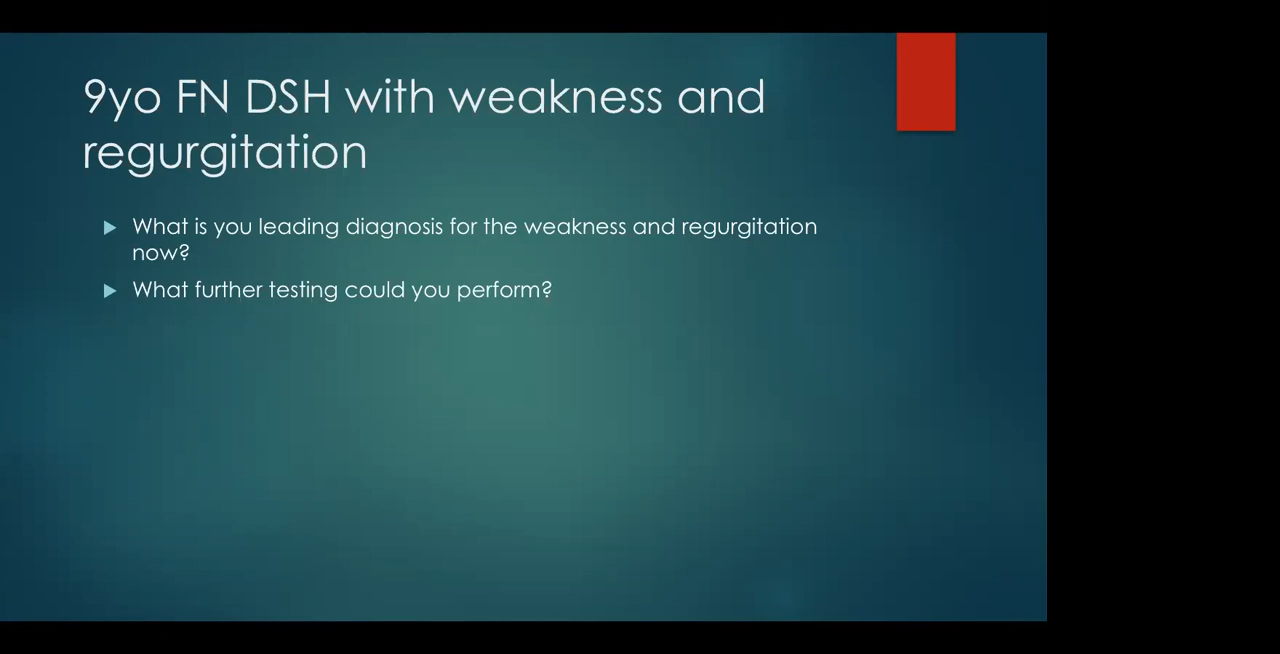 9yo FN DSH with weakness and
regurgitation
What is you leading diagnosis for the weakness and regurgitation
now?
What further testing could you perform?